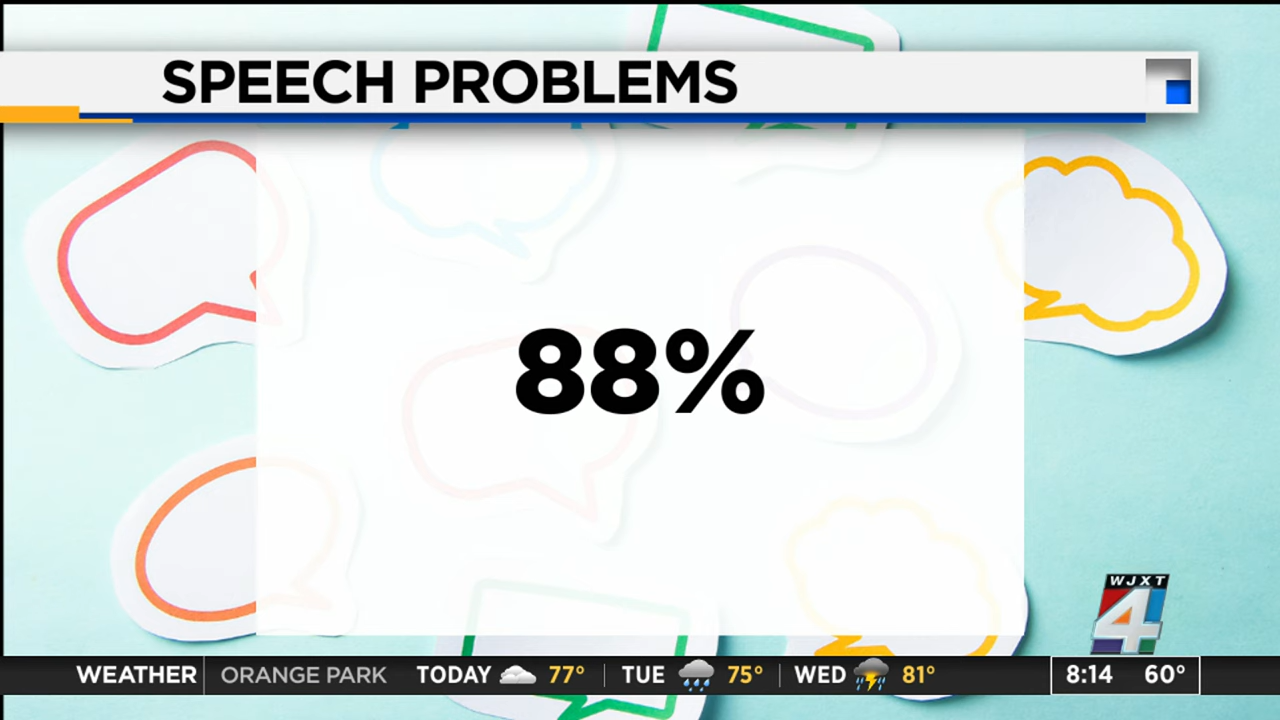 SPEECH PROBLEMS
88%
WJXT
4
WEATHER ORANGE PARK TODAY 77° TUE 75° WED 81° 8:14 60°